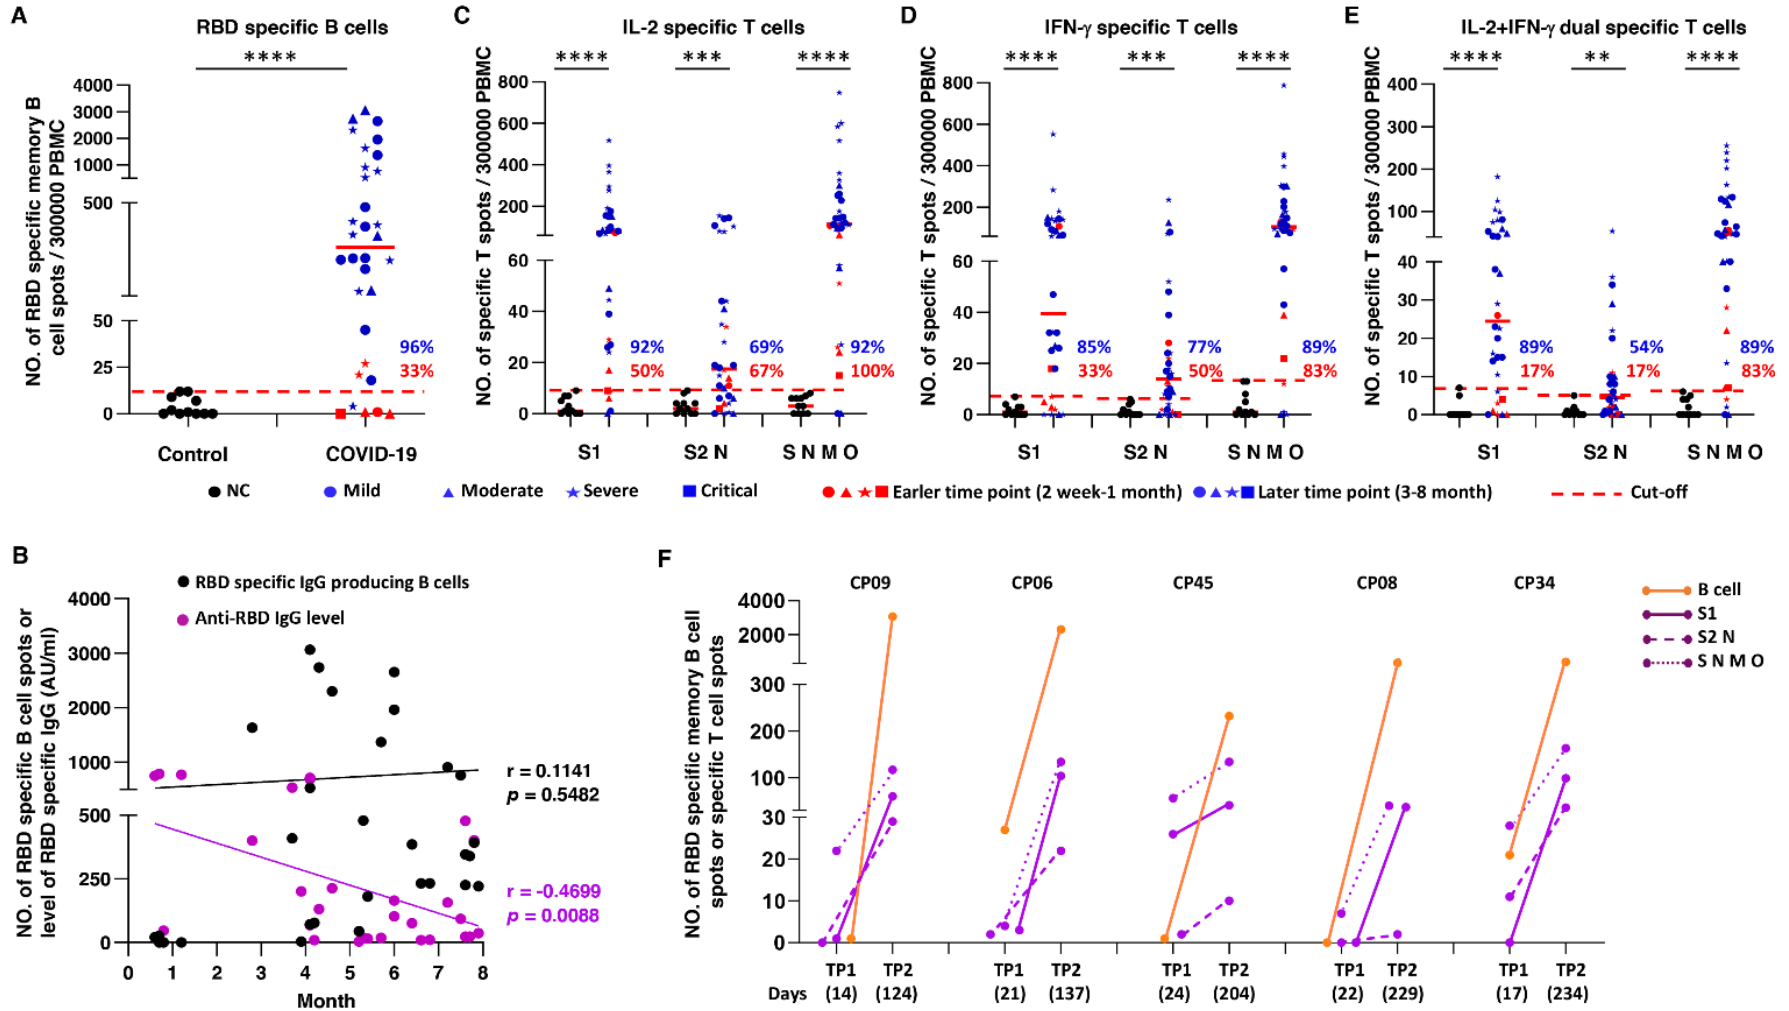 A
RBD specific B cells
****
NO. of RBD specific memory B
cell spots / 300000 PBMC
4000
3000
2000
1000
500
50
25
0
96%
33%
Control
COVID-19
C
IL-2 specific T cells
****
***
****
NO. of specific T spots / 300000 PBMC
800
600
400
200
60
40
20
0
92%
50%
69%
67%
92%
100%
S1
S2 N
S N M O
D
IFN-γ specific T cells
****
***
****
NO. of specific T spots / 300000 PBMC
800
600
400
200
60
40
20
0
85%
33%
77%
50%
89%
83%
S1
S2 N
S N M O
E
IL-2+IFN-γ dual specific T cells
****
**
****
NO. of specific T spots / 300000 PBMC
400
300
200
100
40
30
20
10
0
89%
17%
54%
17%
89%
83%
S1
S2 N
S N M O
NC
Mild
Moderate
Severe
Critical
Earler time point (2 week-1 month)
Later time point (3-8 month)
Cut-off
B
RBD specific IgG producing B cells
Anti-RBD IgG level
NO. of RBD specific B cell spots or
level of RBD specific IgG (AU/ml)
4000
3000
2000
1000
500
250
0
r = 0.1141
p = 0.5482
r = -0.4699
p = 0.0088
0 1 2 3 4 5 6 7 8
Month
F
CP09
CP06
CP45
CP08
CP34
B cell
S1
S2 N
S N M O
NO. of RBD specific memory B cell
spots or specific T cell spots
4000
2000
300
200
100
30
20
10
0
TP1 TP2 TP1 TP2 TP1 TP2 TP1 TP2 TP1 TP2
Days (14) (124) (21) (137) (24) (204) (22) (229) (17) (234)